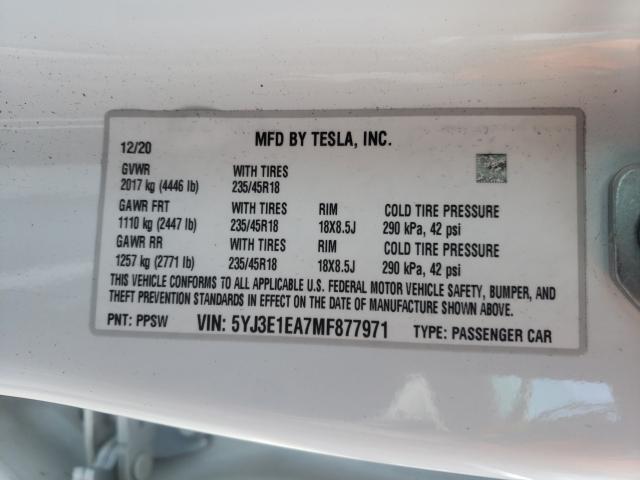 12/20 MFD BY TESLA, INC.
GVWR WITH TIRES
2017 kg (4446 lb) 235/45R18
GAWR FRT WITH TIRES RIM COLD TIRE PRESSURE
1110 kg (2447 lb) 235/45R18 18X8.5J 290 kPa, 42 psi
GAWR RR WITH TIRES RIM COLD TIRE PRESSURE
1257 kg (2771 lb) 235/45R18 18X8.5J 290 kPa, 42 psi
THIS VEHICLE CONFORMS TO ALL APPLICABLE U.S. FEDERAL MOTOR VEHICLE SAFETY, BUMPER, AND
THEFT PREVENTION STANDARDS IN EFFECT ON THE DATE OF MANUFACTURE SHOWN ABOVE.
PNT: PPSW VIN: 5YJ3E1EA7MF877971 TYPE: PASSENGER CAR